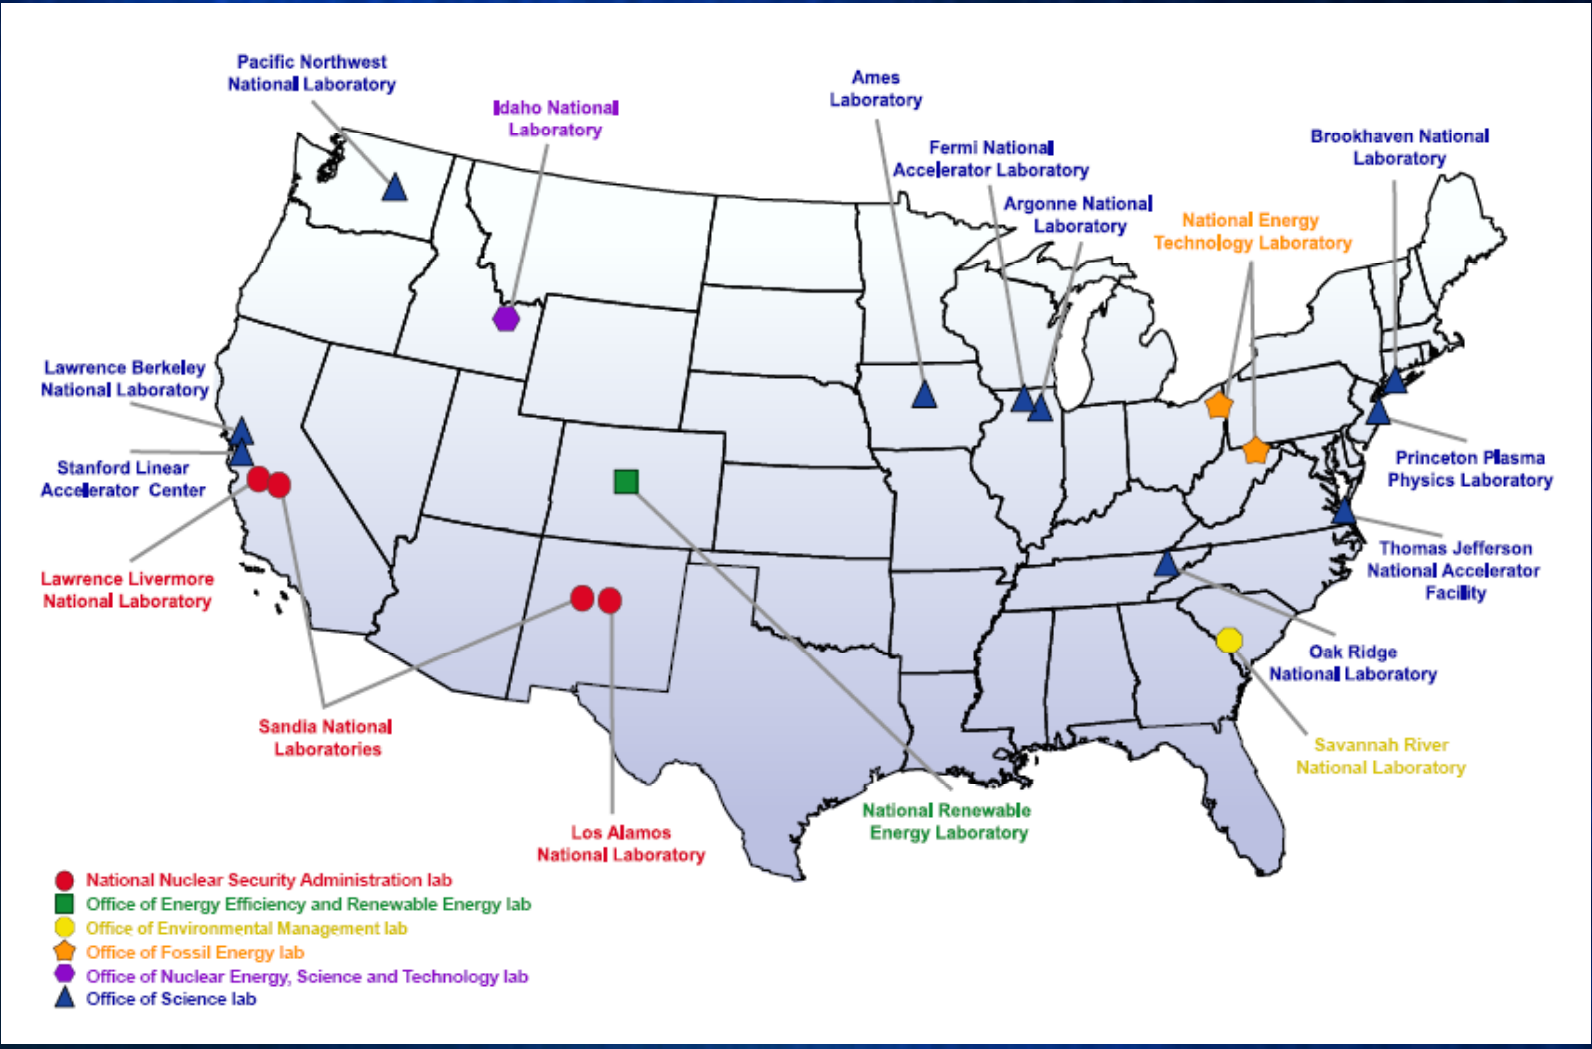 Pacific Northwest
National Laboratory
Idaho National
Laboratory
Ames
Laboratory
Fermi National
Accelerator Laboratory
Argonne National
Laboratory
Brookhaven National
Laboratory
National Energy
Technology Laboratory
Lawrence Berkeley
National Laboratory
Stanford Linear
Accelerator Center
Princeton Plasma
Physics Laboratory
Thomas Jefferson
National Accelerator
Facility
Lawrence Livermore
National Laboratory
Oak Ridge
National Laboratory
Sandia National
Laboratories
Savannah River
National Laboratory
National Renewable
Energy Laboratory
Los Alamos
National Laboratory
National Nuclear Security Administration lab
Office of Energy Efficiency and Renewable Energy lab
Office of Environmental Management lab
Office of Fossil Energy lab
Office of Nuclear Energy, Science and Technology lab
Office of Science lab